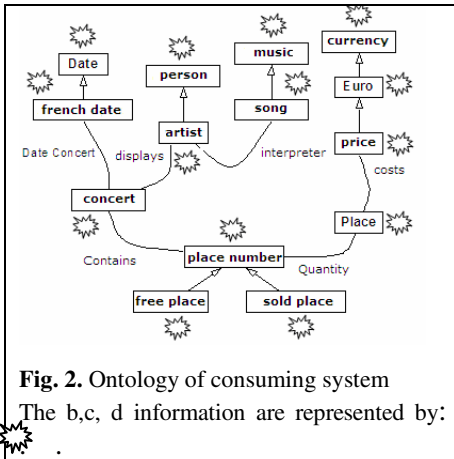 currency
music
Date
person
Euro
french date
song
artist
price
Date Concert
displays
interpreter
costs
concert
Place
Contains
place number
Quantity
free place
sold place
Fig. 2. Ontology of consuming system
The b,c, d information are represented by:
.